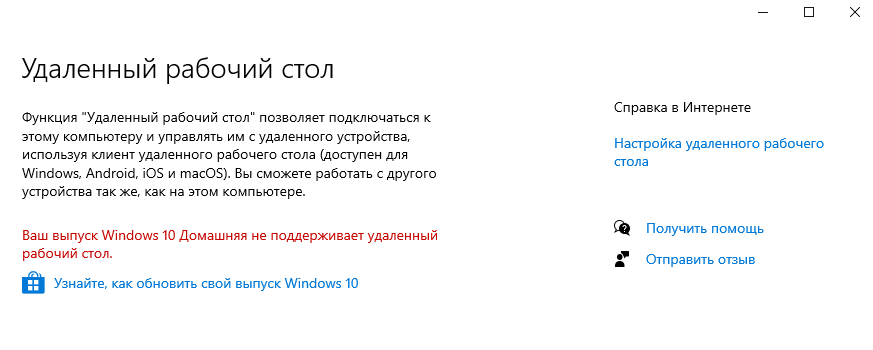 Удаленный рабочий стол
Функция "Удаленный рабочий стол" позволяет подключаться к
этому компьютеру и управлять им с удаленного устройства,
используя клиент удаленного рабочего стола (доступен для
Windows, Android, iOS и macOS). Вы сможете работать с другого
устройства так же, как на этом компьютере.
Ваш выпуск Windows 10 Домашняя не поддерживает удаленный
рабочий стол.
Узнайте, как обновить свой выпуск Windows 10
Справка в Интернете
Настройка удаленного рабочего
стола
Получить помощь
Отправить отзыв